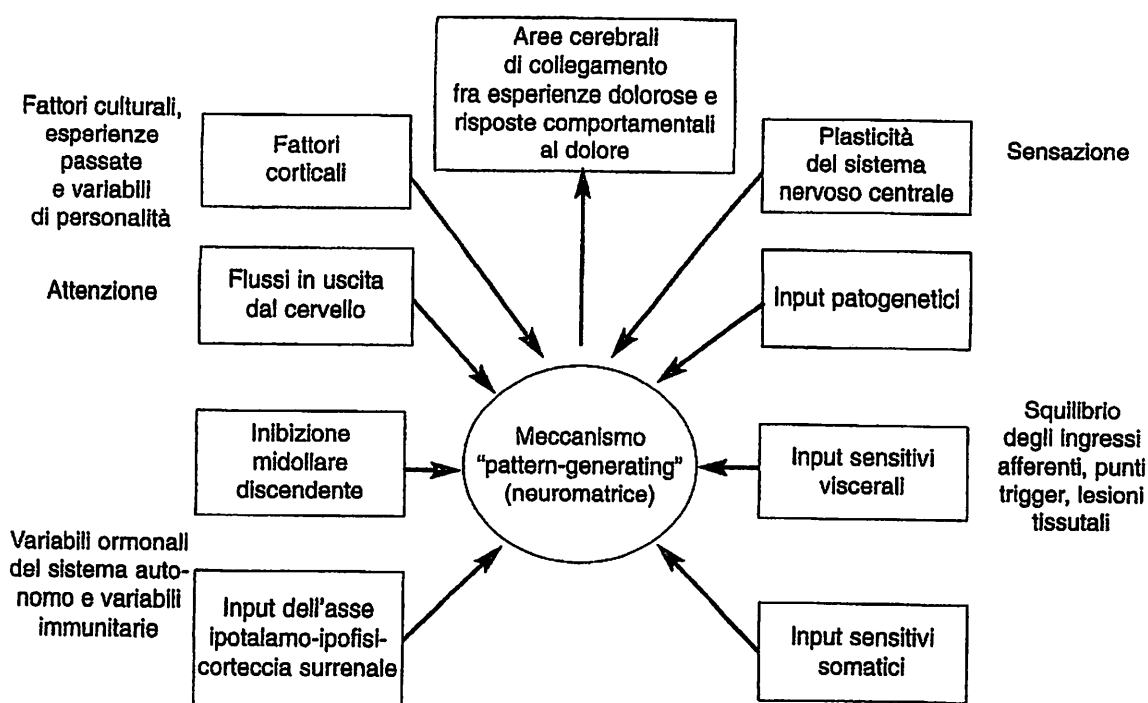 Aree cerebrali
di collegamento
fra esperienze dolorose e
risposte comportamentali
al dolore
Fattori culturali,
esperienze
passate
e variabili
di personalità
Fattori
corticali
Plasticità
del sistema
nervoso centrale
Sensazione
Attenzione
Flussi in uscita
dal cervello
Input patogenetici
Inibizione
midollare
discendente
Meccanismo
“pattern-generating”
(neuromatrice)
Input sensitivi
viscerali
Squilibrio
degli ingressi
afferenti, punti
trigger, lesioni
tissutali
Variabili ormonali
del sistema auto-
nomo e variabili
immunitarie
Input dell'asse
ipotalamo-ipofisi-
corteccia surrenale
Input sensitivi
somatici